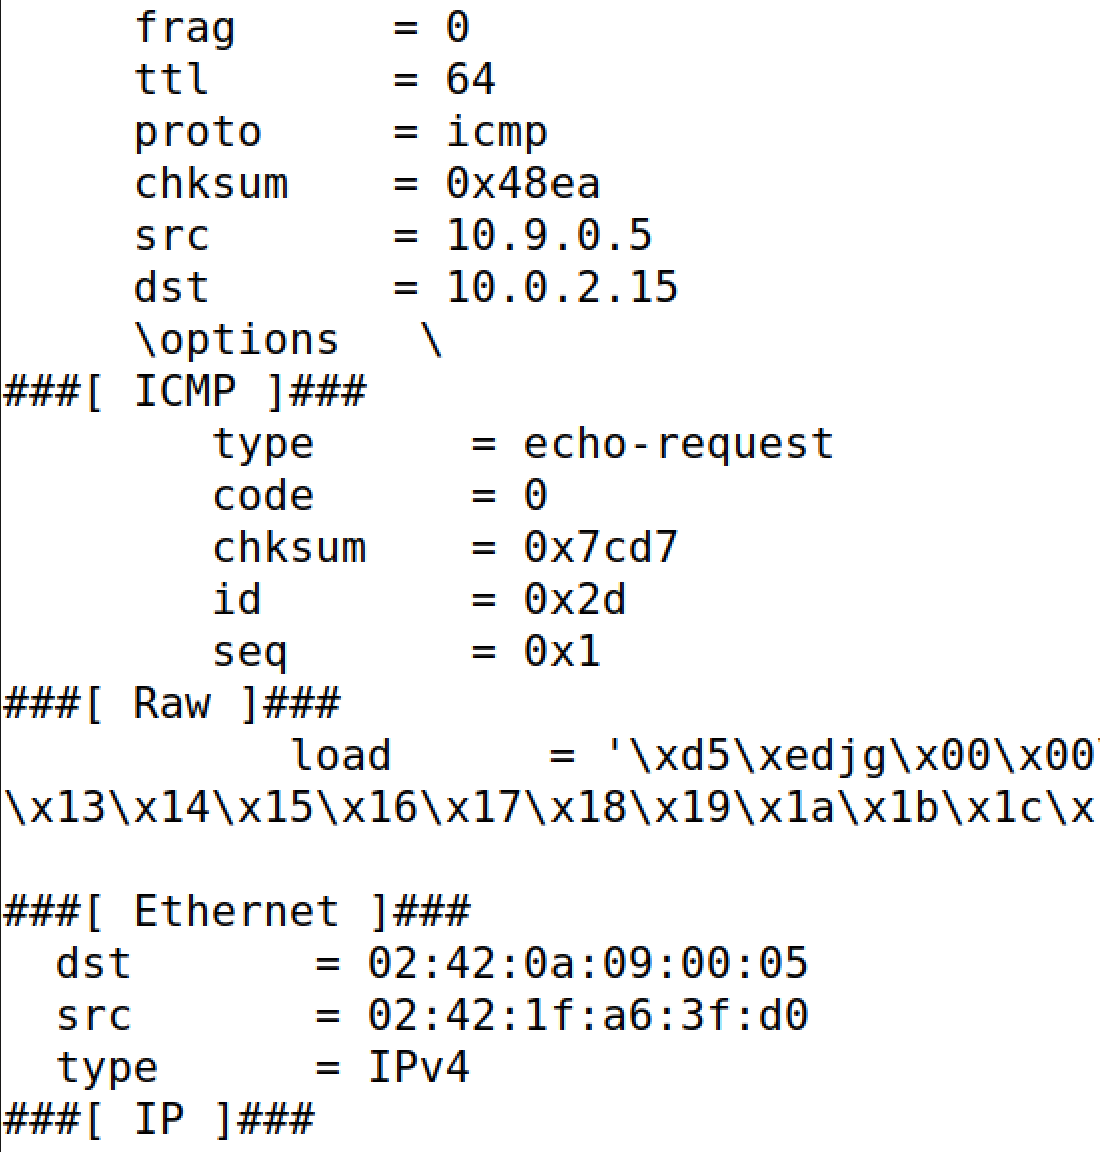 frag = 0
ttl = 64
proto = icmp
chksum = 0x48ea
src = 10.9.0.5
dst = 10.0.2.15
\options \
###[ ICMP ]###
type = echo-request
code = 0
chksum = 0x7cd7
id = 0x2d
seq = 0x1
###[ Raw ]###
load = '\xd5\xedjg\x00\x00
\x13\x14\x15\x16\x17\x18\x19\x1a\x1b\x1c\x
###[ Ethernet ]###
dst = 02:42:0a:09:00:05
src = 02:42:1f:a6:3f:d0
type = IPv4
###[ IP ]###